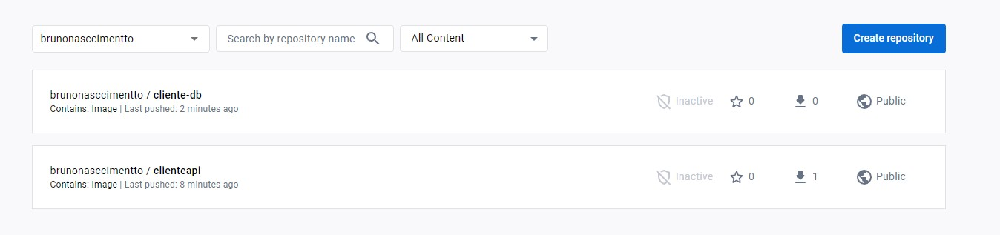 brunonasccimentto
Search by repository name
All Content
Create repository
brunonasccimentto / cliente-db
Contains: Image | Last pushed: 2 minutes ago
Inactive
0
0
Public
brunonasccimentto / clienteapi
Contains: Image | Last pushed: 8 minutes ago
Inactive
0
1
Public